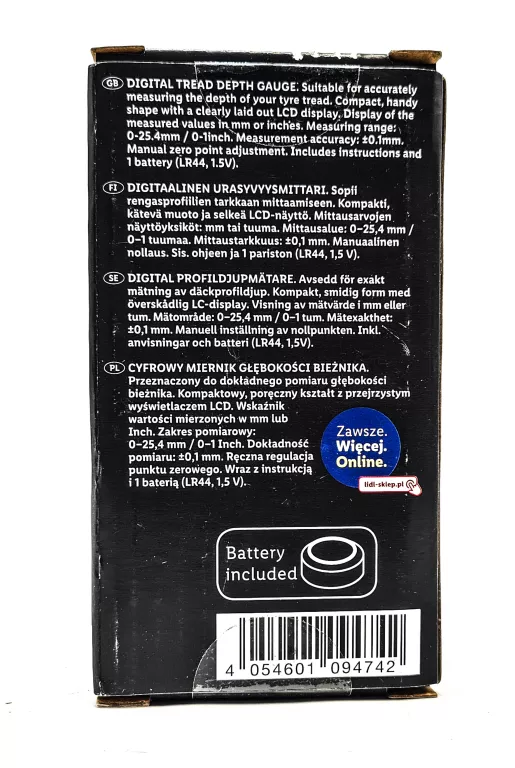 GB DIGITAL TREAD DEPTH GAUGE. Suitable for accurately
measuring the depth of your tyre tread. Compact, handy
shape with a clearly laid out LCD display. Display of the
measured values in mm or inches. Measuring range:
0-25.4mm / 0-1inch. Measurement accuracy: ±0.1mm.
Manual zero point adjustment. Includes instructions and
1 battery (LR44, 1.5V).
FI DIGITAALINEN URASYVYYSMITTARI. Sopii
rengasprofiilien tarkkaan mittaamiseen. Kompakti,
kätevä muoto ja selkeä LCD-näyttö. Mittausarvojen
näyttöyksiköt: mm tai tuuma. Mittausalue: 0–25,4 mm /
0–1 tuumaa. Mittaustarkkuus: ±0,1 mm. Manuaalinen
nollaus. Sis. ohjeen ja 1 pariston (LR44, 1,5 V).
SE DIGITAL PROFILDJUPMÄTARE. Avsedd för exakt
mätning av däckprofildjup. Kompakt, smidig form med
överskådlig LC-display. Visning av mätvärde i mm eller
tum. Mätområde: 0–25,4 mm / 0–1 tum. Mätexakthet:
±0,1 mm. Manuell inställning av nollpunkten. Inkl.
anvisningar och batteri (LR44, 1,5V).
PL CYFROWY MIERNIK GŁĘBOKOŚCI BIEŻNIKA.
Przeznaczony do dokładnego pomiaru głębokości
bieżnika. Kompaktowy, poręczny kształt z przejrzystym
wyświetlaczem LCD. Wskaźnik
wartości mierzonych w mm lub
Inch. Zakres pomiarowy:
0–25,4 mm / 0–1 Inch. Dokładność
pomiaru: ±0,1 mm. Ręczna regulacja
punktu zerowego. Wraz z instrukcją
i 1 baterią (LR44, 1,5 V).
Zawsze.
Więcej.
Online.
lidl-sklep.pl
Battery
included
4 054601 094742